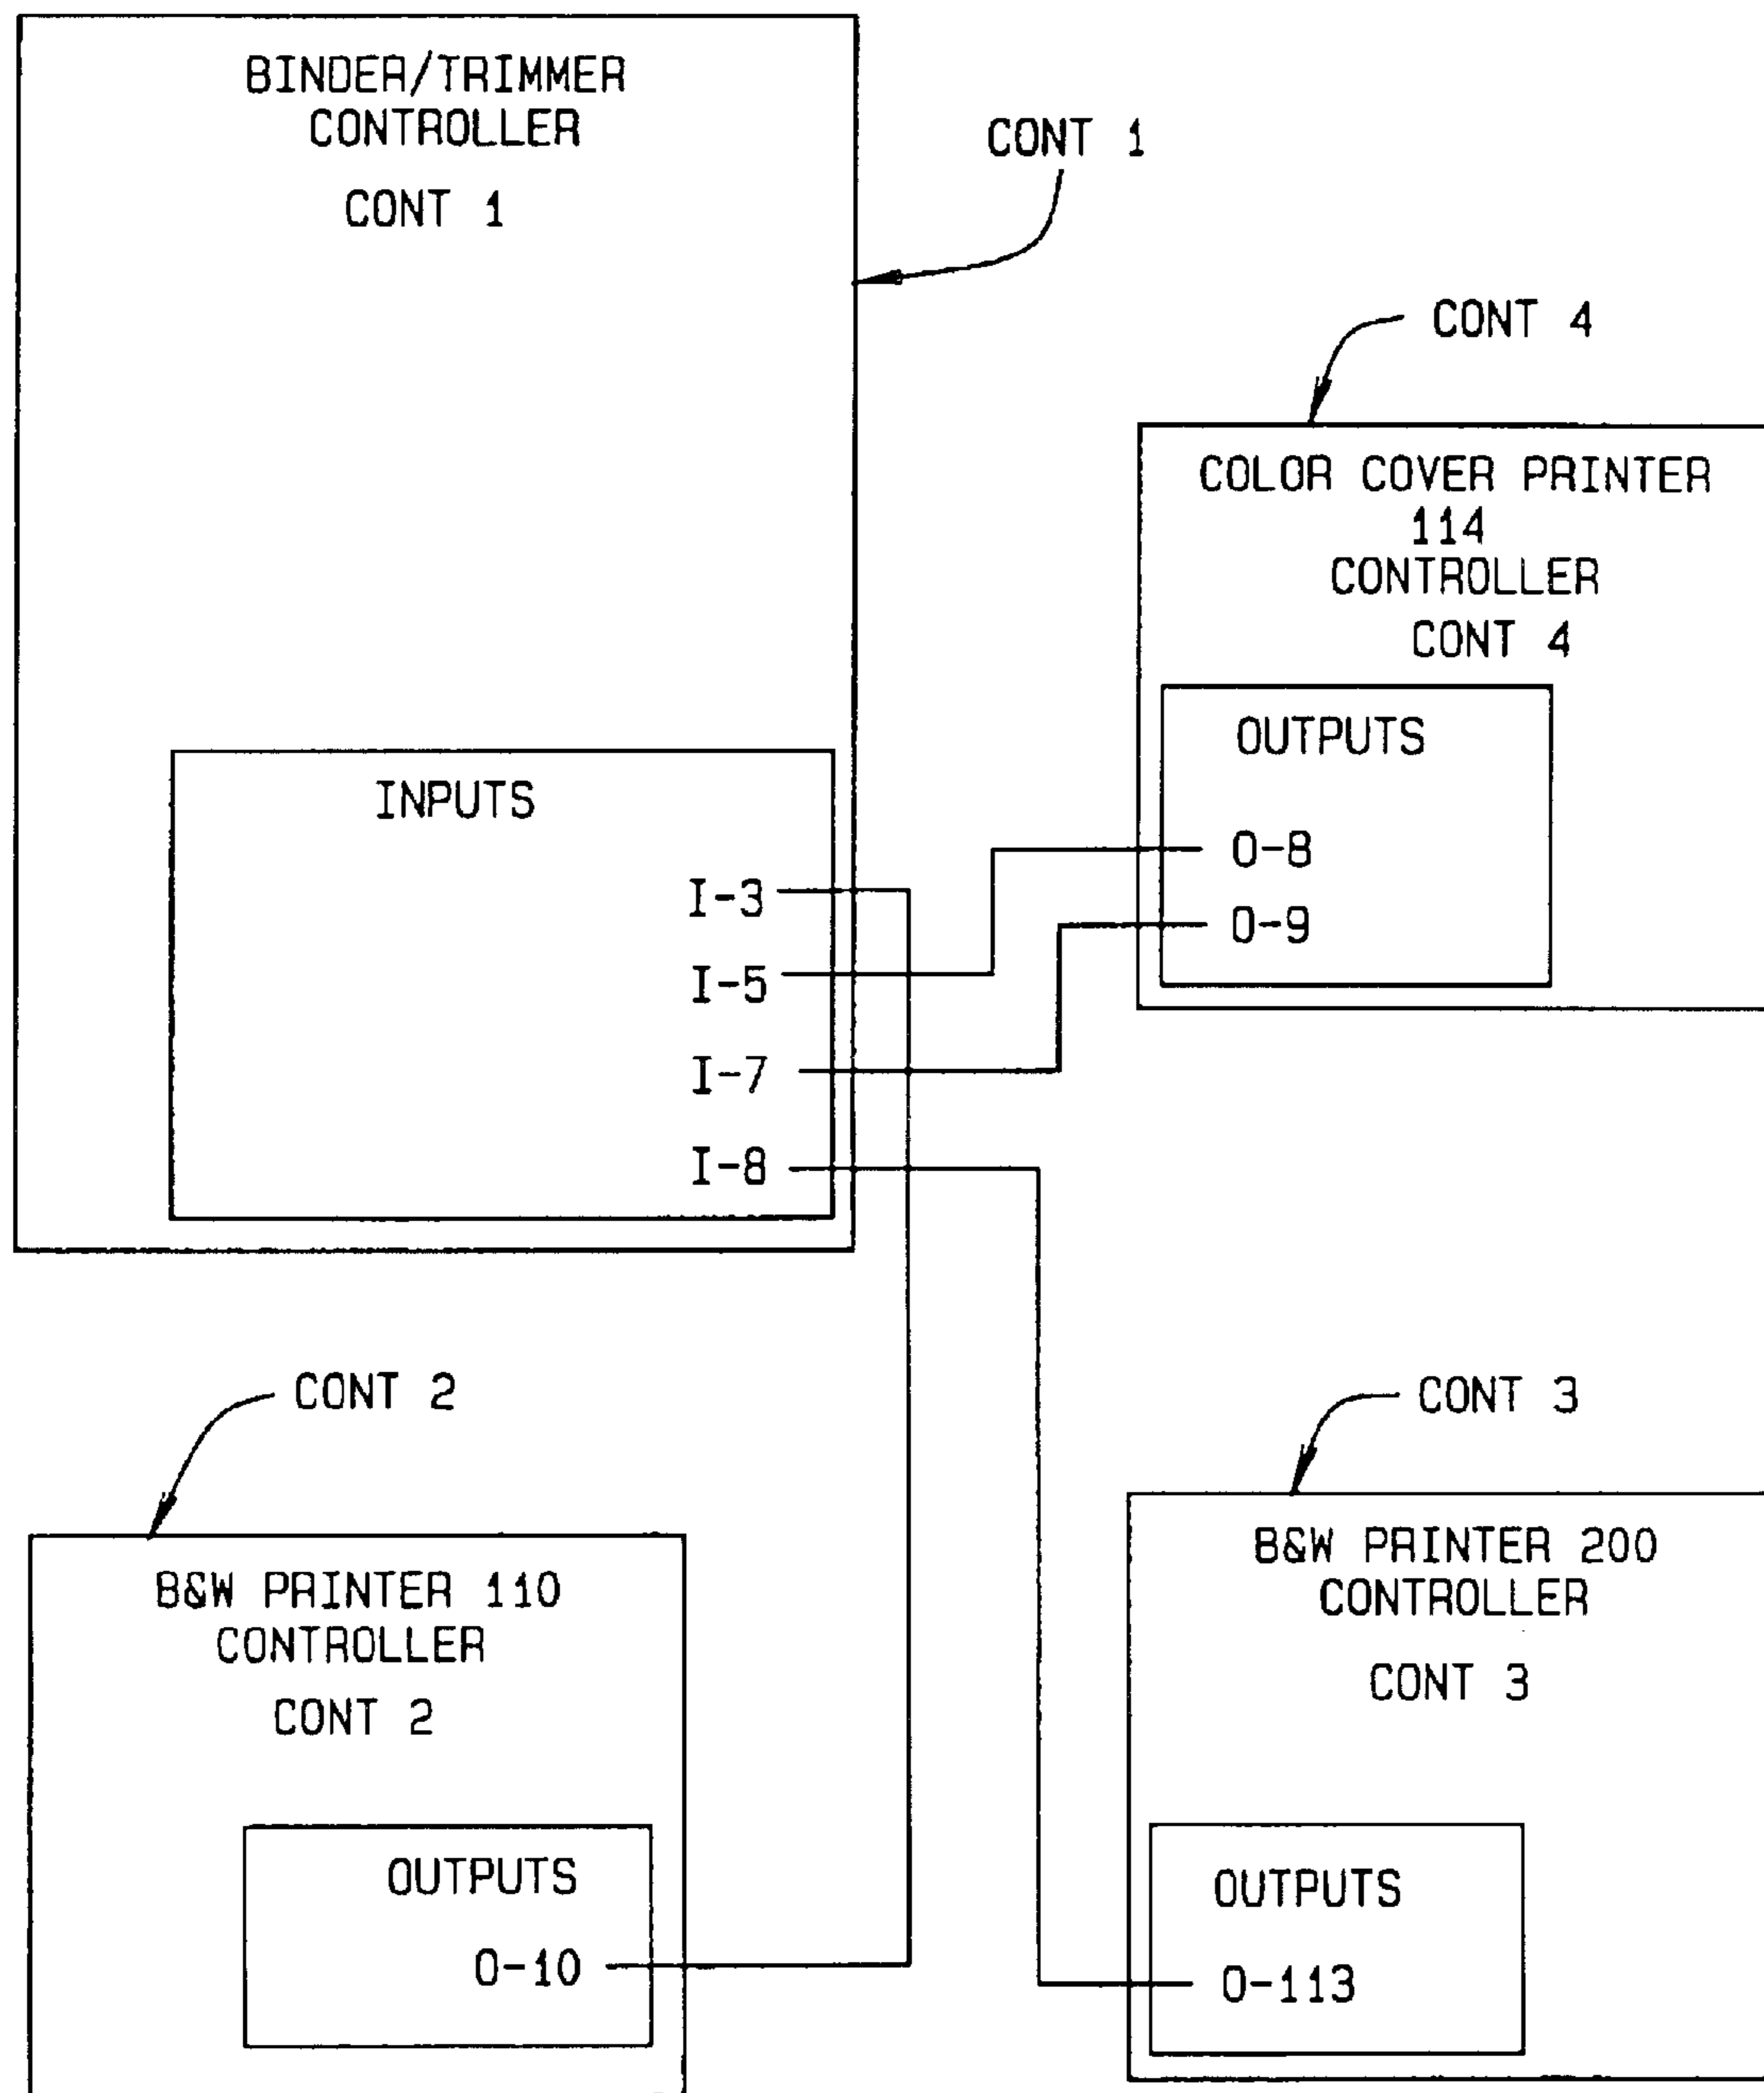 BINDER/TRIMMER
CONTROLLER
CONT 1
CONT 1
CONT 4
COLOR COVER PRINTER
114
CONTROLLER
CONT 4
OUTPUTS
O-8
O-9
INPUTS
I-3
I-5
I-7
I-8
CONT 2
B&W PRINTER 110
CONTROLLER
CONT 2
OUTPUTS
O-10
CONT 3
B&W PRINTER 200
CONTROLLER
CONT 3
OUTPUTS
O-113